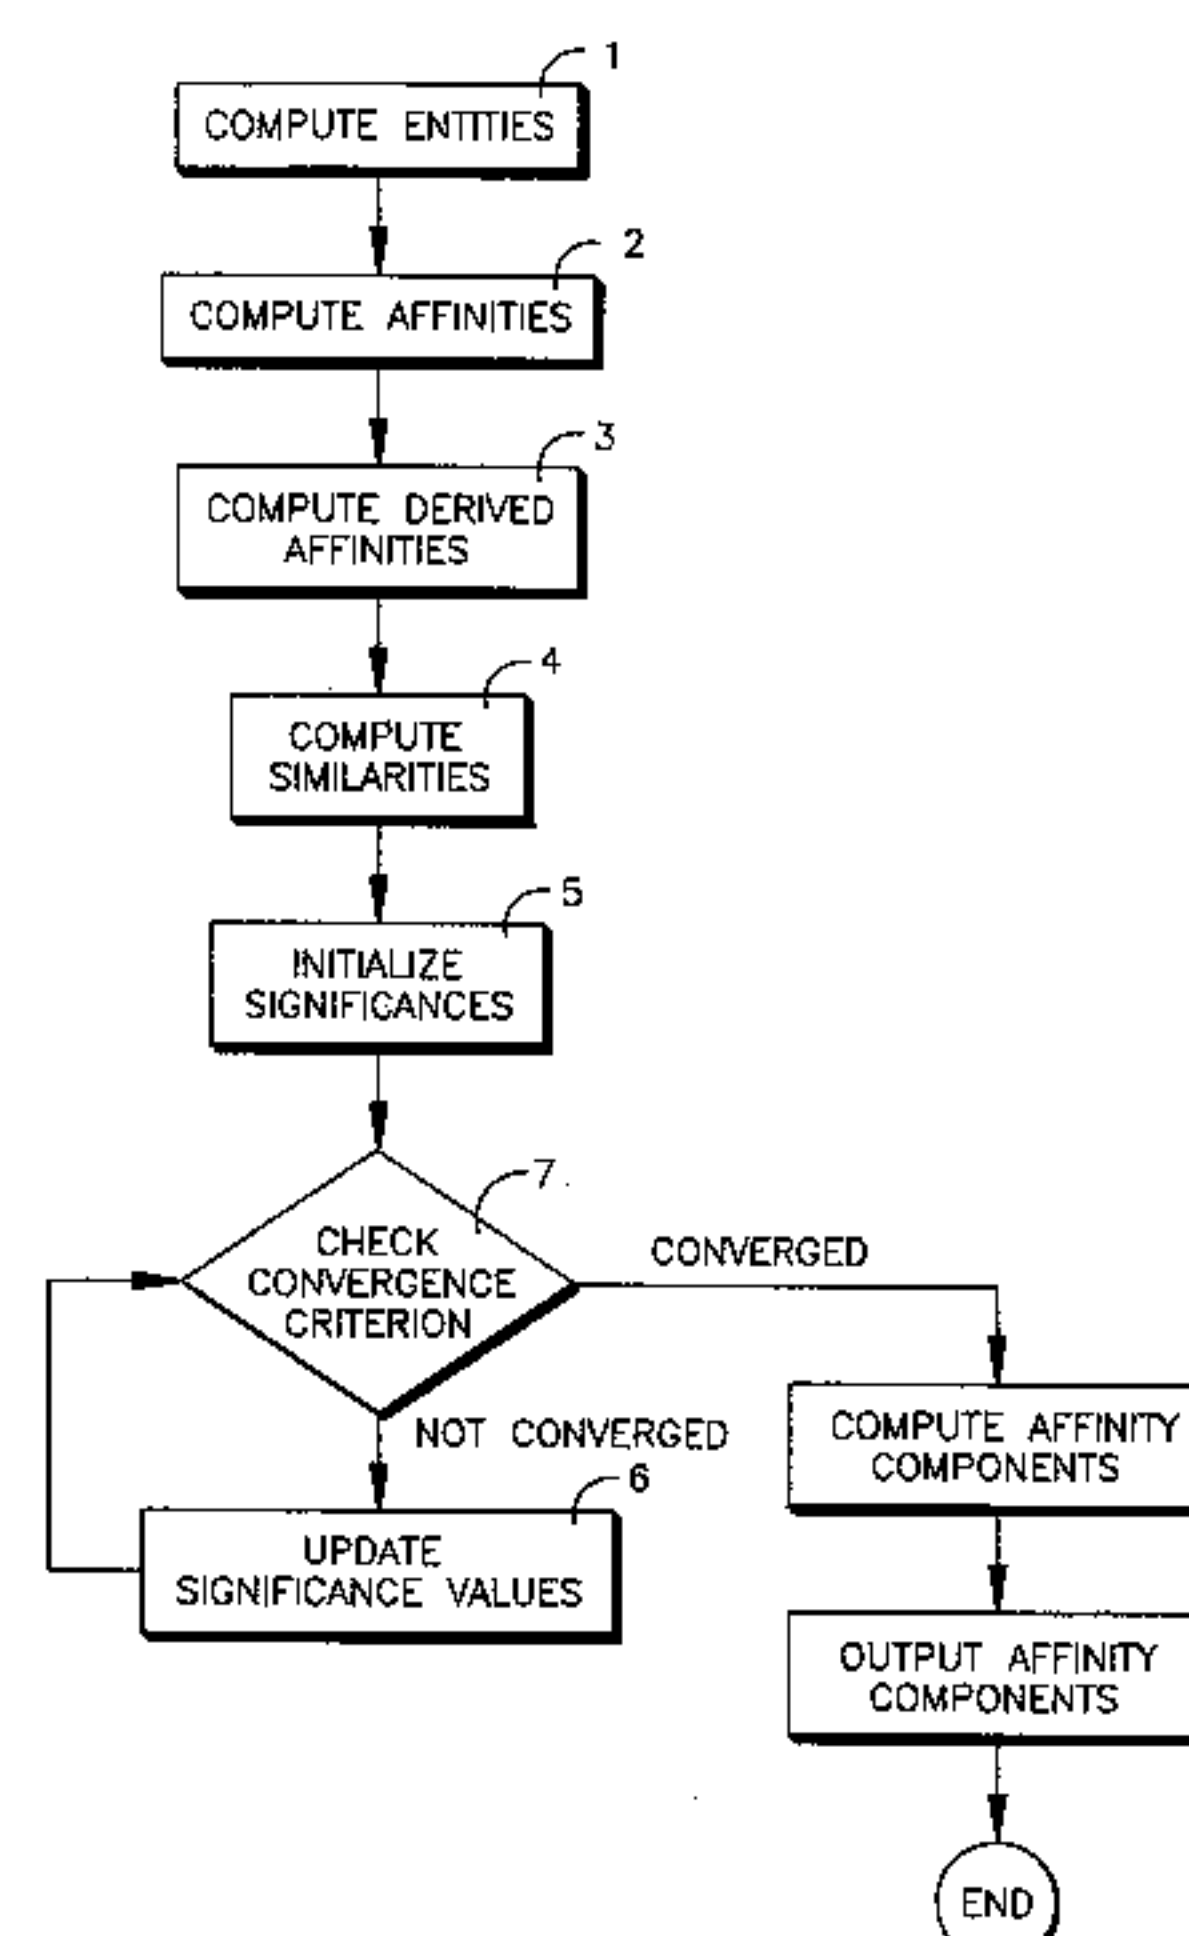 1
COMPUTE ENTITIES
2
COMPUTE AFFINITIES
3
COMPUTE DERIVED
AFFINITIES
4
COMPUTE
SIMILARITIES
5
INITIALIZE
SIGNIFICANCES
7
CHECK
CONVERGENCE
CRITERION
CONVERGED
NOT CONVERGED
6
UPDATE
SIGNIFICANCE VALUES
COMPUTE AFFINITY
COMPONENTS
OUTPUT AFFINITY
COMPONENTS
END